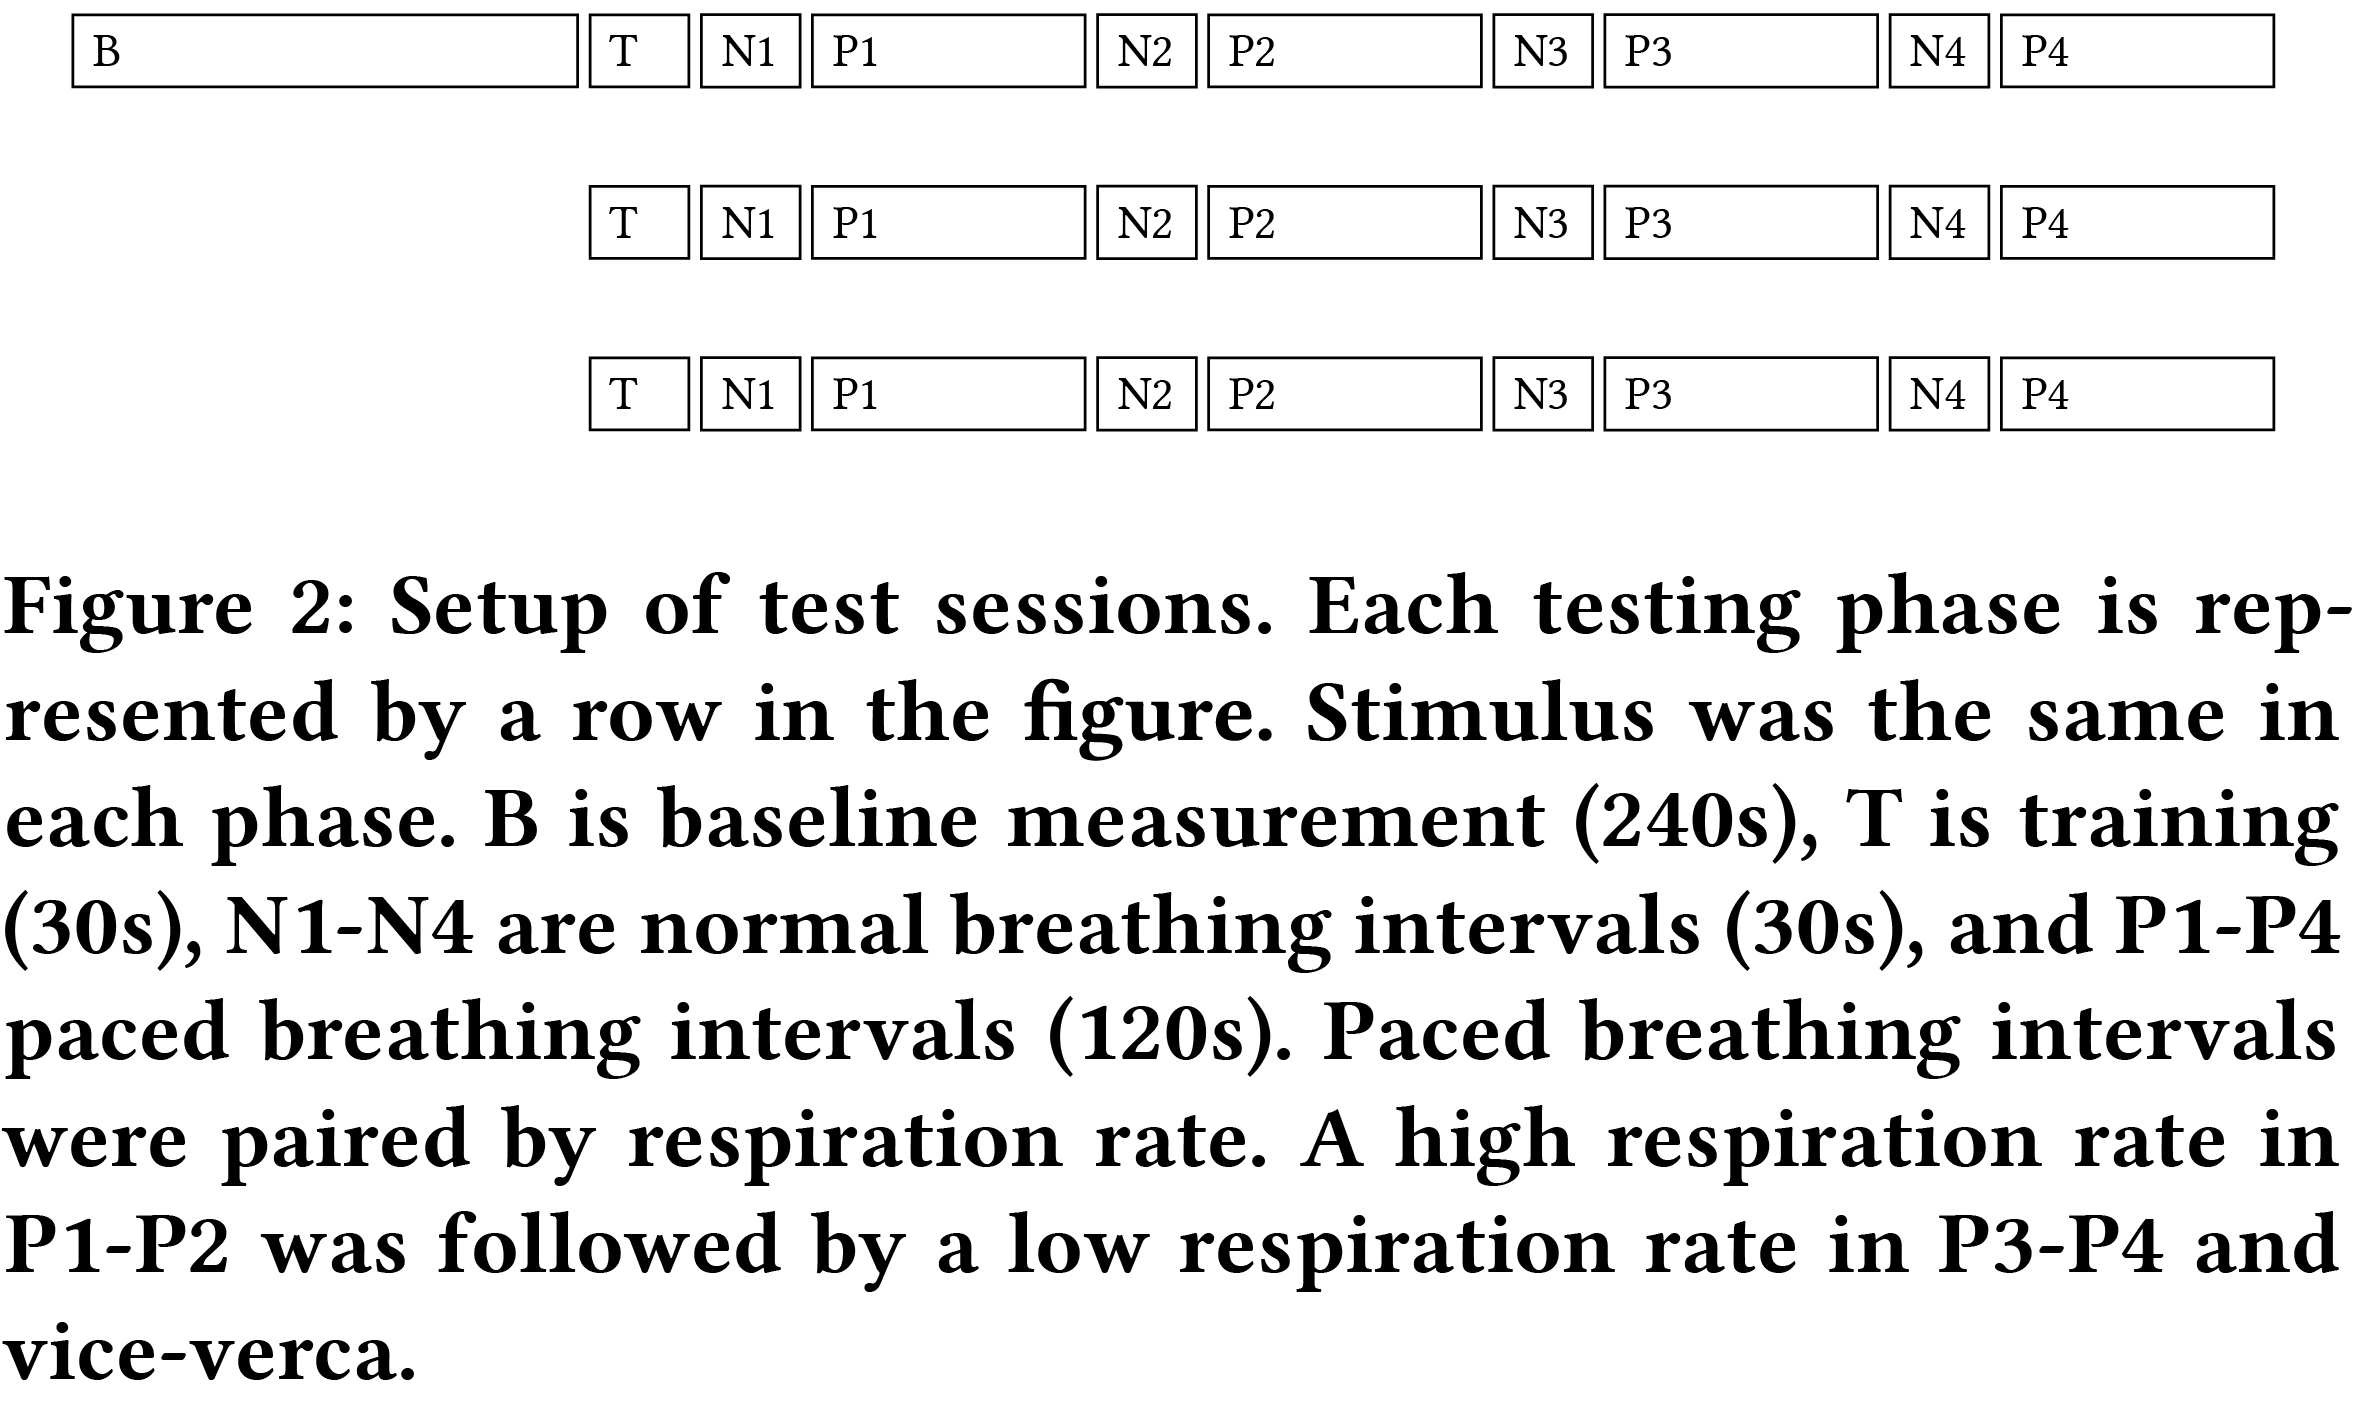 B T N1 P1 N2 P2 N3 P3 N4 P4
T N1 P1 N2 P2 N3 P3 N4 P4
T N1 P1 N2 P2 N3 P3 N4 P4
Figure 2: Setup of test sessions. Each testing phase is rep-
resented by a row in the figure. Stimulus was the same in
each phase. B is baseline measurement (240s), T is training
(30s), N1-N4 are normal breathing intervals (30s), and P1-P4
paced breathing intervals (120s). Paced breathing intervals
were paired by respiration rate. A high respiration rate in
P1-P2 was followed by a low respiration rate in P3-P4 and
vice-verca.